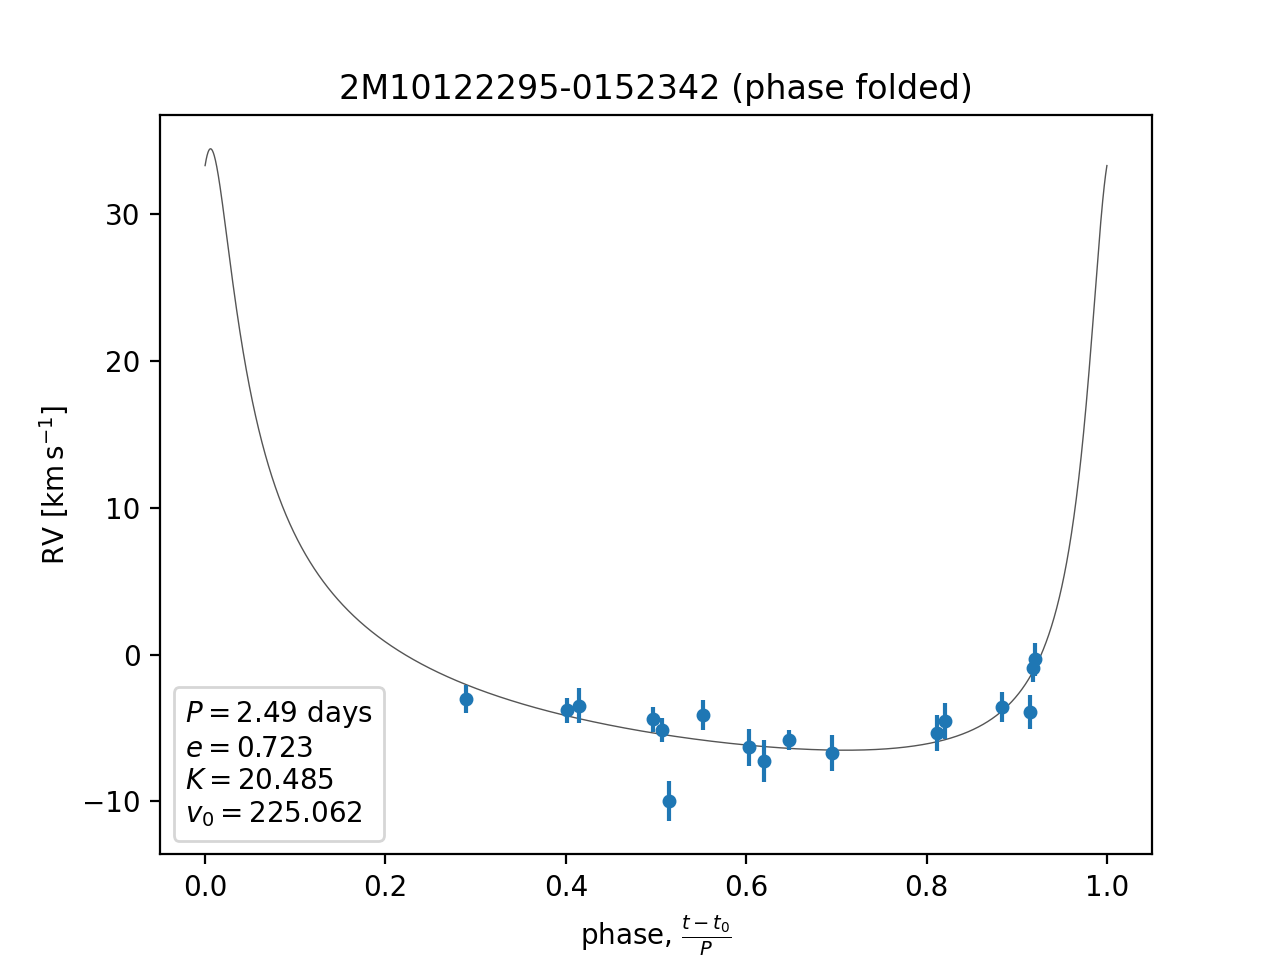 2M10122295-0152342 (phase folded)
RV [km s⁻¹]
30
20
10
0
−10
P = 2.49 days
e = 0.723
K = 20.485
v₀ = 225.062
0.0 0.2 0.4 0.6 0.8 1.0
phase, (t − t₀)/P